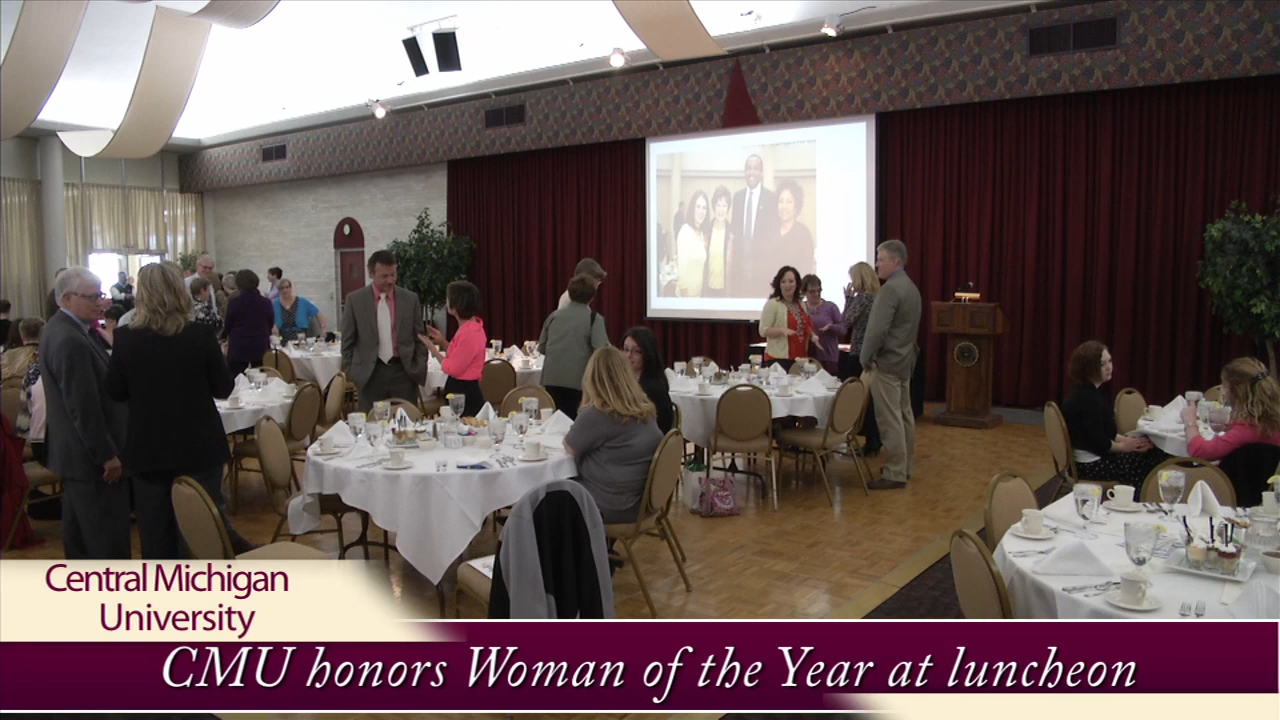 Central Michigan
University
CMU honors Woman of the Year at luncheon